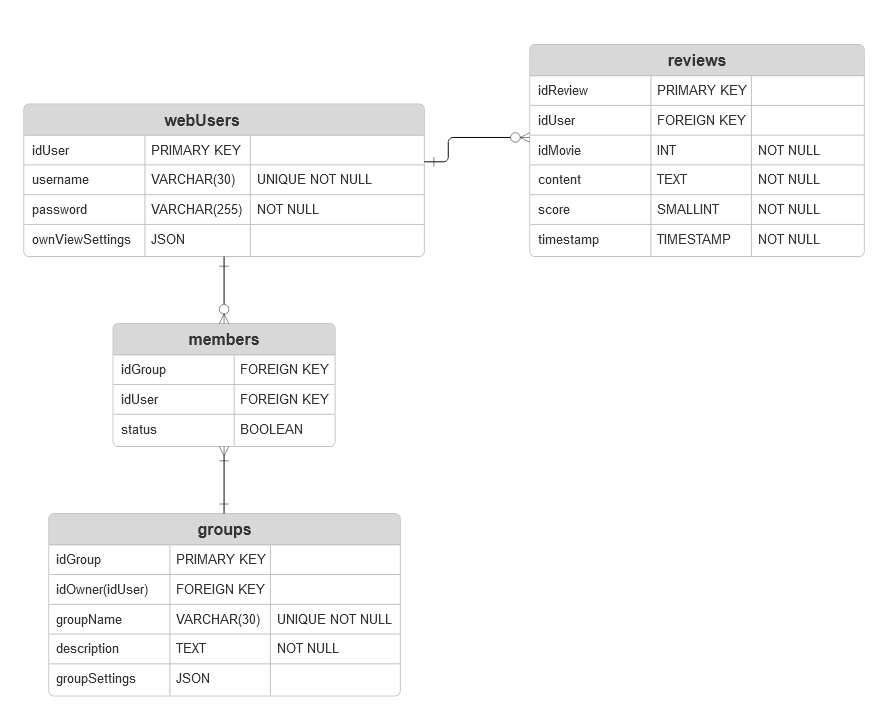 reviews
idReview PRIMARY KEY
idUser FOREIGN KEY
idMovie INT NOT NULL
content TEXT NOT NULL
score SMALLINT NOT NULL
timestamp TIMESTAMP NOT NULL
webUsers
idUser PRIMARY KEY
username VARCHAR(30) UNIQUE NOT NULL
password VARCHAR(255) NOT NULL
ownViewSettings JSON
members
idGroup FOREIGN KEY
idUser FOREIGN KEY
status BOOLEAN
groups
idGroup PRIMARY KEY
idOwner(idUser) FOREIGN KEY
groupName VARCHAR(30) UNIQUE NOT NULL
description TEXT NOT NULL
groupSettings JSON